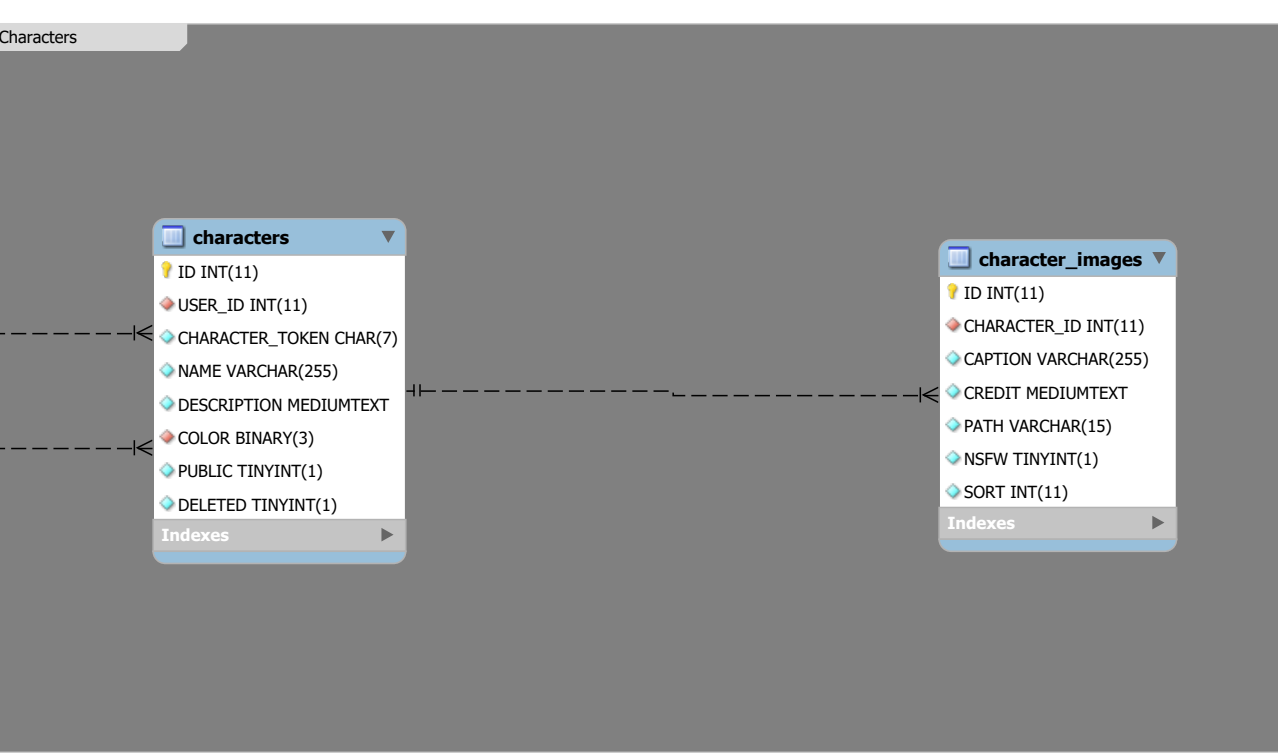 Characters
characters
ID INT(11)
USER_ID INT(11)
CHARACTER_TOKEN CHAR(7)
NAME VARCHAR(255)
DESCRIPTION MEDIUMTEXT
COLOR BINARY(3)
PUBLIC TINYINT(1)
DELETED TINYINT(1)
Indexes
character_images
ID INT(11)
CHARACTER_ID INT(11)
CAPTION VARCHAR(255)
CREDIT MEDIUMTEXT
PATH VARCHAR(15)
NSFW TINYINT(1)
SORT INT(11)
Indexes